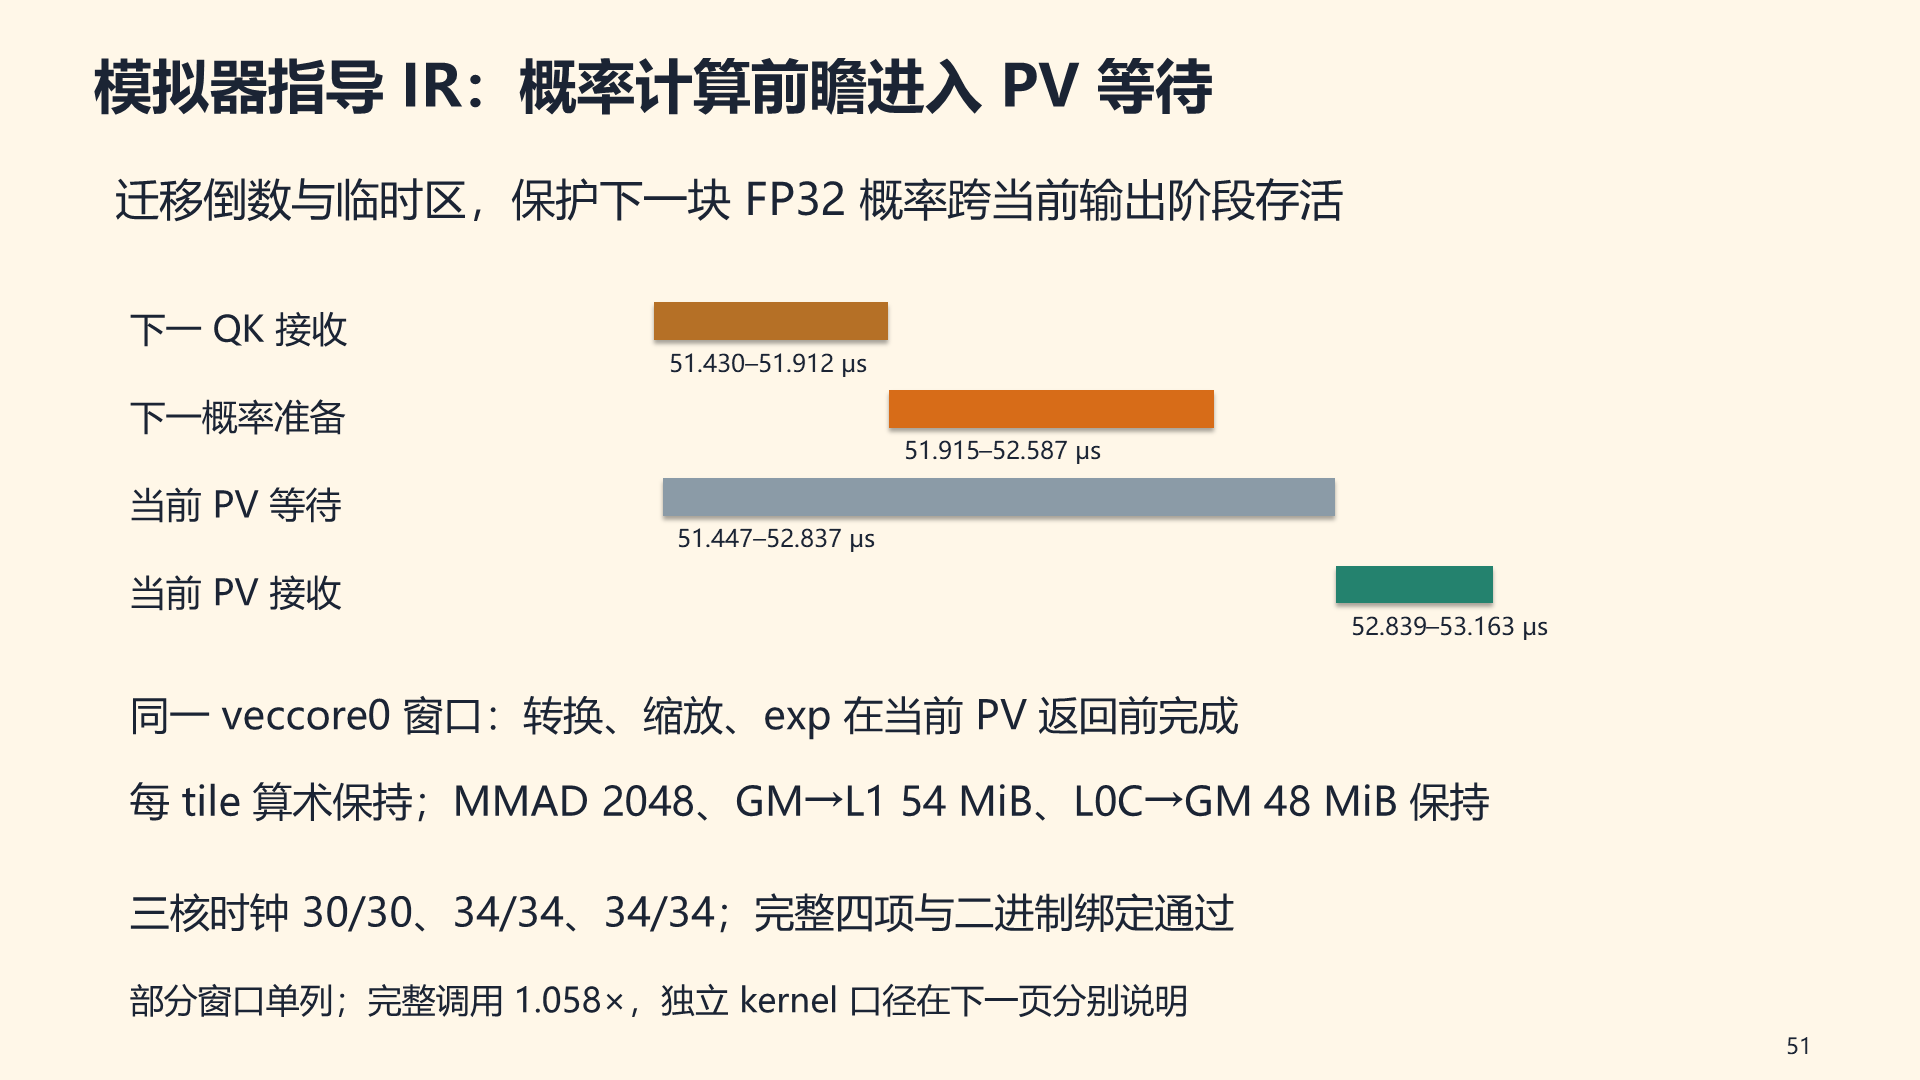 模拟器指导 IR：概率计算前瞻进入 PV 等待
迁移倒数与临时区，保护下一块 FP32 概率跨当前输出阶段存活
下一 QK 接收
51.430–51.912 µs
下一概率准备
51.915–52.587 µs
当前 PV 等待
51.447–52.837 µs
当前 PV 接收
52.839–53.163 µs
同一 veccore0 窗口：转换、缩放、exp 在当前 PV 返回前完成
每 tile 算术保持；MMAD 2048、GM→L1 54 MiB、L0C→GM 48 MiB 保持
三核时钟 30/30、34/34、34/34；完整四项与二进制绑定通过
部分窗口单列；完整调用 1.058×，独立 kernel 口径在下一页分别说明
51